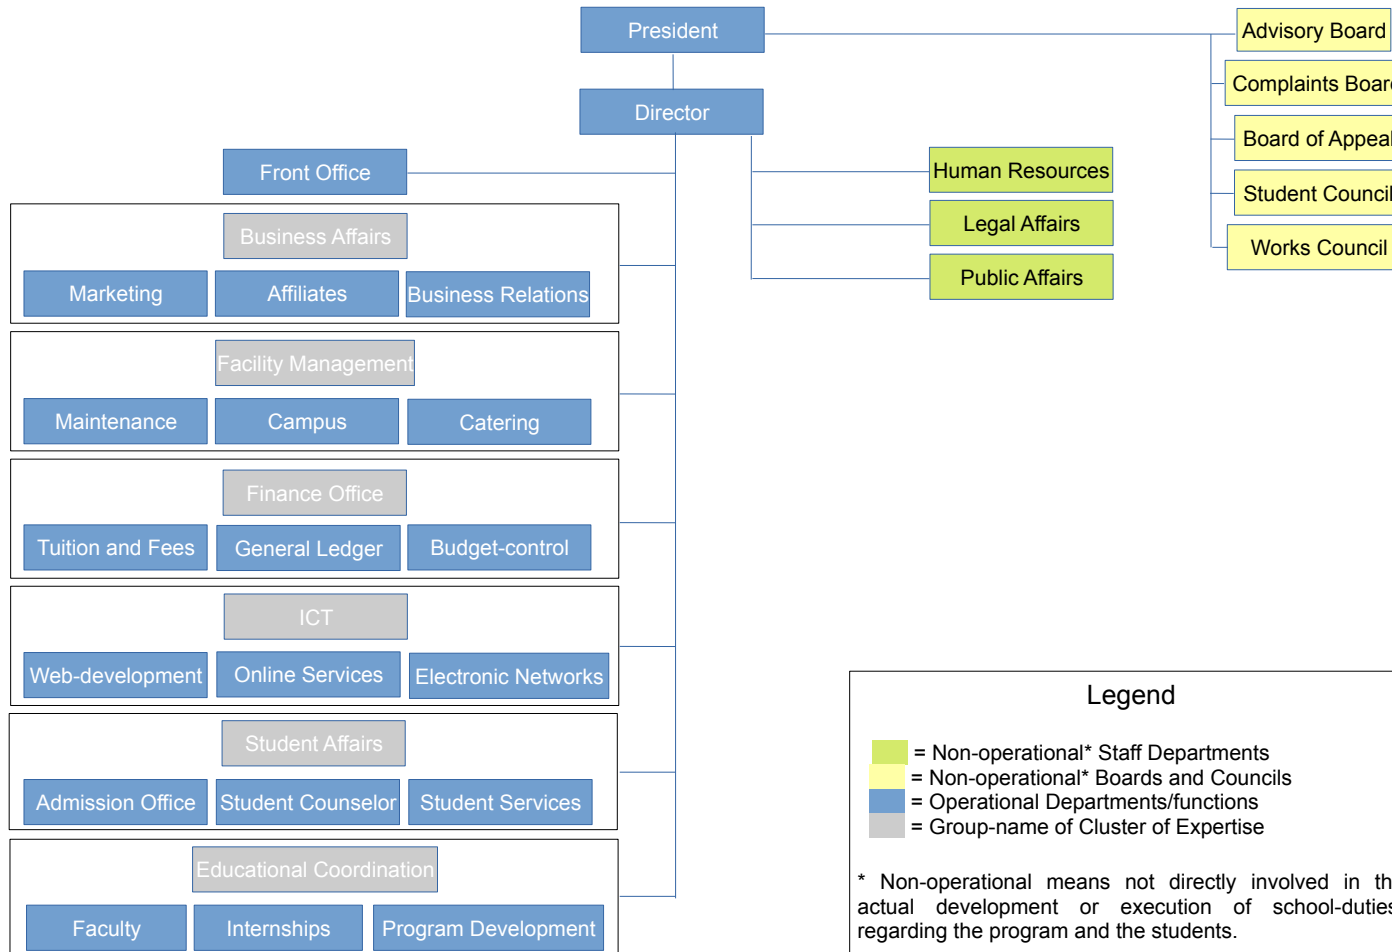 President
Director
Front Office
Business Affairs
Marketing
Affiliates
Business Relations
Facility Management
Maintenance
Campus
Catering
Finance Office
Tuition and Fees
General Ledger
Budget-control
ICT
Web-development
Online Services
Electronic Networks
Student Affairs
Admission Office
Student Counselor
Student Services
Educational Coordination
Faculty
Internships
Program Development
Human Resources
Legal Affairs
Public Affairs
Advisory Board
Complaints Board
Board of Appeal
Student Council
Works Council
Legend
= Non-operational* Staff Departments
= Non-operational* Boards and Councils
= Operational Departments/functions
= Group-name of Cluster of Expertise
* Non-operational means not directly involved in th
actual development or execution of school-duties
regarding the program and the students.